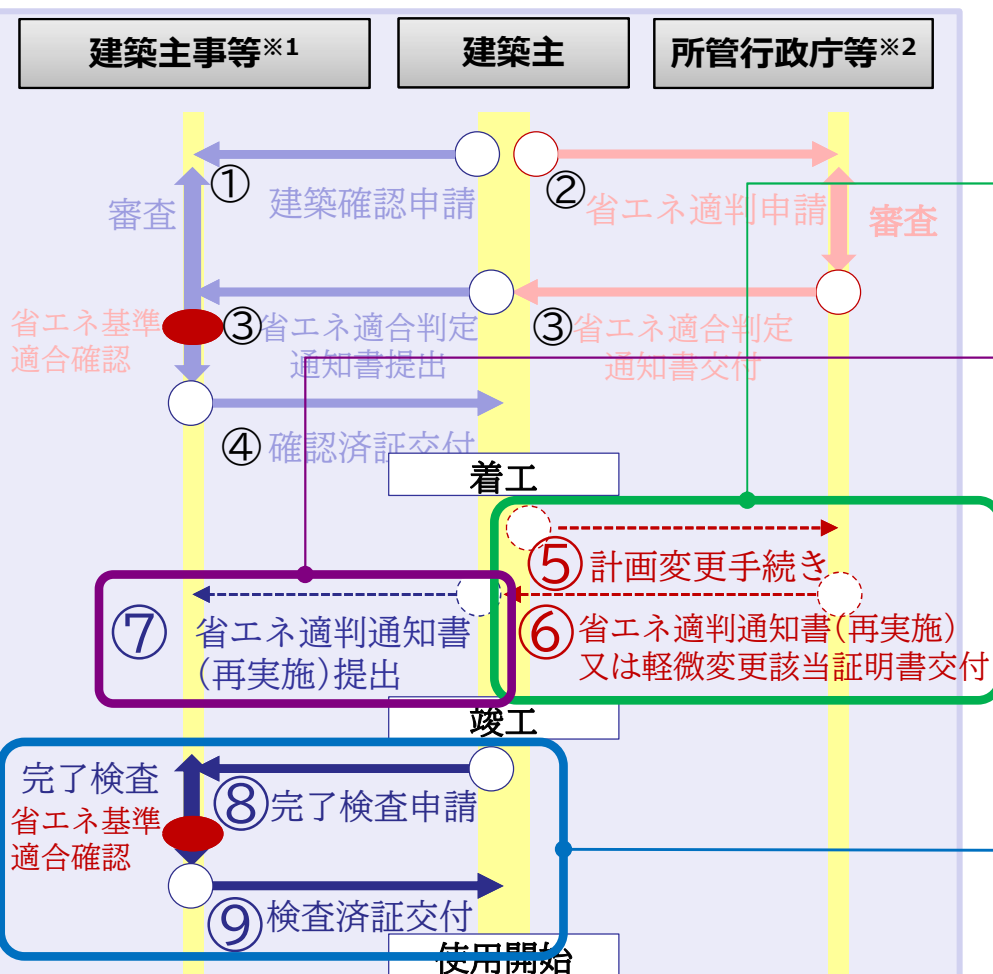 建築主事等※1
建築主
所管行政庁等※2
①
建築確認申請
②
省エネ適判申請
審査
審査
省エネ基準
適合確認
③
省エネ適合判定
通知書提出
③
省エネ適合判定
通知書交付
④
確認済証交付
着工
⑤
計画変更手続き
⑥
省エネ適判通知書(再実施)
又は軽微変更該当証明書交付
⑦
省エネ適判通知書
(再実施)提出
竣工
完了検査
省エネ基準
適合確認
⑧
完了検査申請
⑨
検査済証交付
使用開始